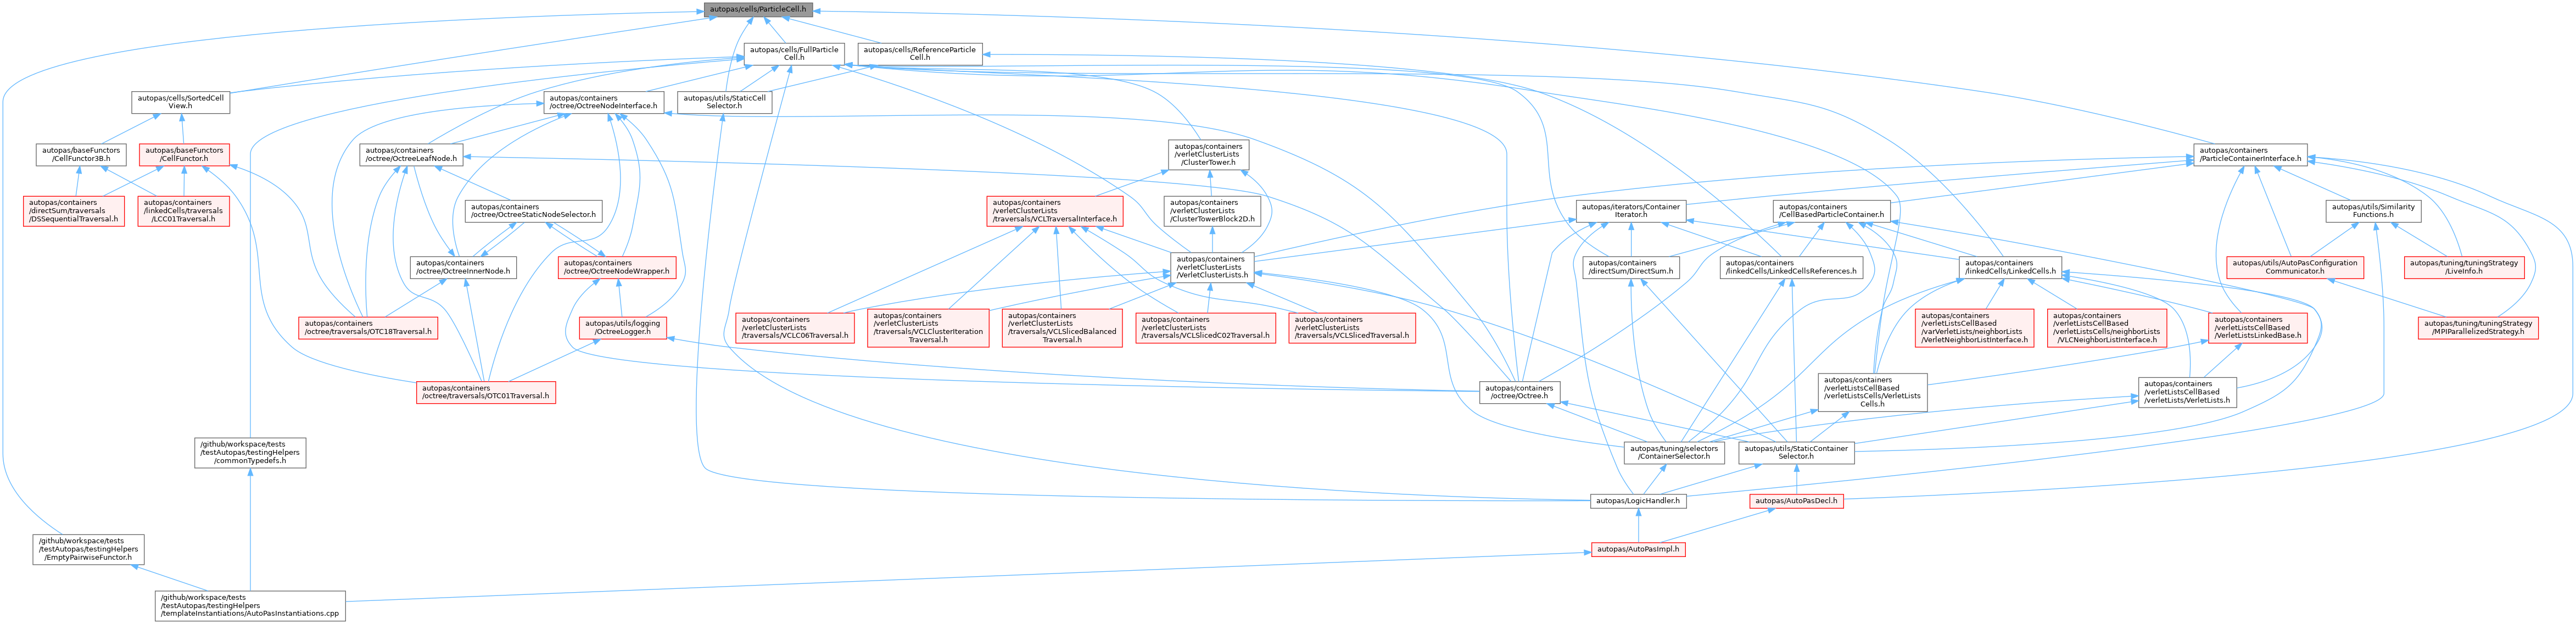 autopas/cells/ParticleCell.h
autopas/cells/FullParticle
Cell.h
autopas/cells/ReferenceParticle
Cell.h
autopas/cells/SortedCell
View.h
autopas/containers
/octree/OctreeNodeInterface.h
autopas/utils/StaticCell
Selector.h
autopas/baseFunctors
/CellFunctor3B.h
autopas/baseFunctors
/CellFunctor.h
autopas/containers
/octree/OctreeLeafNode.h
autopas/containers
/verletClusterLists
/ClusterTower.h
autopas/containers
/ParticleContainerInterface.h
autopas/containers
/directSum/traversals
/DSSequentialTraversal.h
autopas/containers
/linkedCells/traversals
/LCC01Traversal.h
autopas/containers
/octree/OctreeStaticNodeSelector.h
autopas/containers
/verletClusterLists
/traversals/VCLTraversalInterface.h
autopas/containers
/verletClusterLists
/ClusterTowerBlock2D.h
autopas/iterators/Container
Iterator.h
autopas/containers
/CellBasedParticleContainer.h
autopas/utils/Similarity
Functions.h
autopas/containers
/octree/OctreeInnerNode.h
autopas/containers
/octree/OctreeNodeWrapper.h
autopas/containers
/verletClusterLists
/VerletClusterLists.h
autopas/containers
/directSum/DirectSum.h
autopas/containers
/linkedCells/LinkedCellsReferences.h
autopas/containers
/linkedCells/LinkedCells.h
autopas/utils/AutoPasConfiguration
Communicator.h
autopas/tuning/tuningStrategy
/LiveInfo.h
autopas/containers
/octree/traversals/OTC18Traversal.h
autopas/utils/logging
/OctreeLogger.h
autopas/containers
/verletClusterLists
/traversals/VCLC06Traversal.h
autopas/containers
/verletClusterLists
/traversals/VCLClusterIteration
Traversal.h
autopas/containers
/verletClusterLists
/traversals/VCLSlicedBalanced
Traversal.h
autopas/containers
/verletClusterLists
/traversals/VCLSlicedC02Traversal.h
autopas/containers
/verletClusterLists
/traversals/VCLSlicedTraversal.h
autopas/containers
/verletListsCellBased
/varVerletLists/neighborLists
/VerletNeighborListInterface.h
autopas/containers
/verletListsCellBased
/verletListsCells/neighborLists
/VLCNeighborListInterface.h
autopas/containers
/verletListsCellBased
/VerletListsLinkedBase.h
autopas/tuning/tuningStrategy
/MPIParallelizedStrategy.h
autopas/containers
/octree/traversals/OTC01Traversal.h
autopas/containers
/octree/Octree.h
autopas/containers
/verletListsCellBased
/verletListsCells/VerletLists
Cells.h
autopas/containers
/verletListsCellBased
/verletLists/VerletLists.h
/github/workspace/tests
/testAutopas/testingHelpers
/commonTypedefs.h
autopas/tuning/selectors
/ContainerSelector.h
autopas/utils/StaticContainer
Selector.h
autopas/LogicHandler.h
autopas/AutoPasDecl.h
/github/workspace/tests
/testAutopas/testingHelpers
/EmptyPairwiseFunctor.h
autopas/AutoPasImpl.h
/github/workspace/tests
/testAutopas/testingHelpers
/templateInstantiations/AutoPasInstantiations.cpp